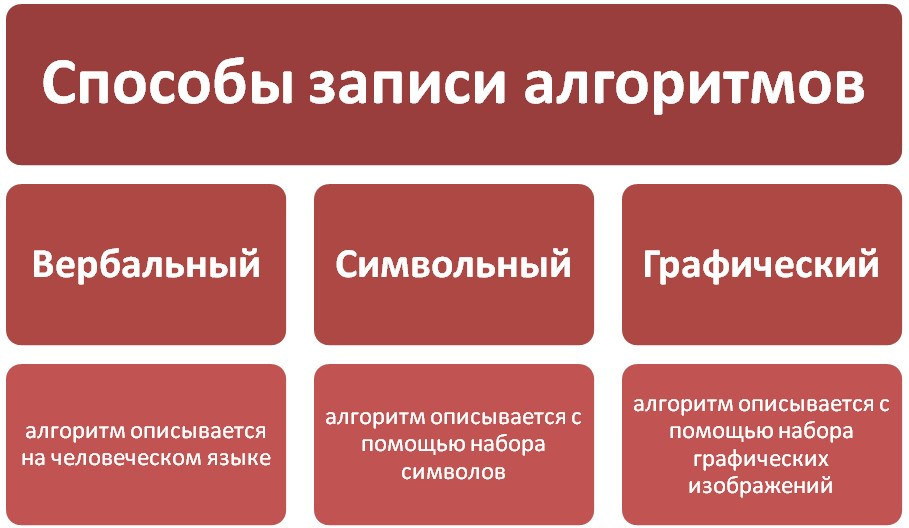 Способы записи алгоритмов
Вербальный
Символьный
Графический
алгоритм описывается
на человеческом языке
алгоритм описывается с
помощью набора
символов
алгоритм описывается с
помощью набора
графических
изображений